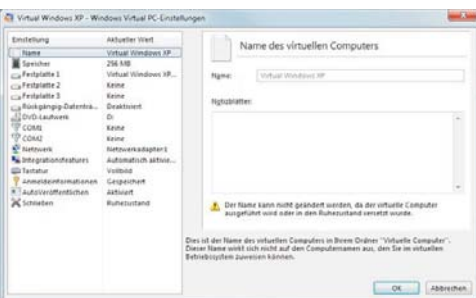 Virtual Windows XP - Windows Virtual PC-Einstellungen
Einstellung Aktueller Wert
Name Virtual Windows XP
Speicher 256 MB
Festplatte 1 Virtual Windows XP...
Festplatte 2 Keine
Festplatte 3 Keine
Rückgängig-Datenträ... Deaktiviert
DVD-Laufwerk D:
COM1 Keine
COM2 Keine
Netzwerk Netzwerkadapter:1
Integrationsfeatures Automatisch aktivie...
Tastatur Vollbild
Anmeldeinformationen Gespeichert
AutoVeröffentlichen Aktiviert
Schließen Ruhezustand
Name des virtuellen Computers
Name: Virtual Windows XP
Notizblätter:
Der Name kann nicht geändert werden, da der virtuelle Computer
ausgeführt wird oder in den Ruhezustand versetzt wurde.
Dies ist der Name des virtuellen Computers in Ihrem Ordner "Virtuelle Computer".
Dieser Name wirkt sich nicht auf den Computernamen aus, den Sie im virtuellen
Betriebssystem zuweisen können.
OK Abbrechen